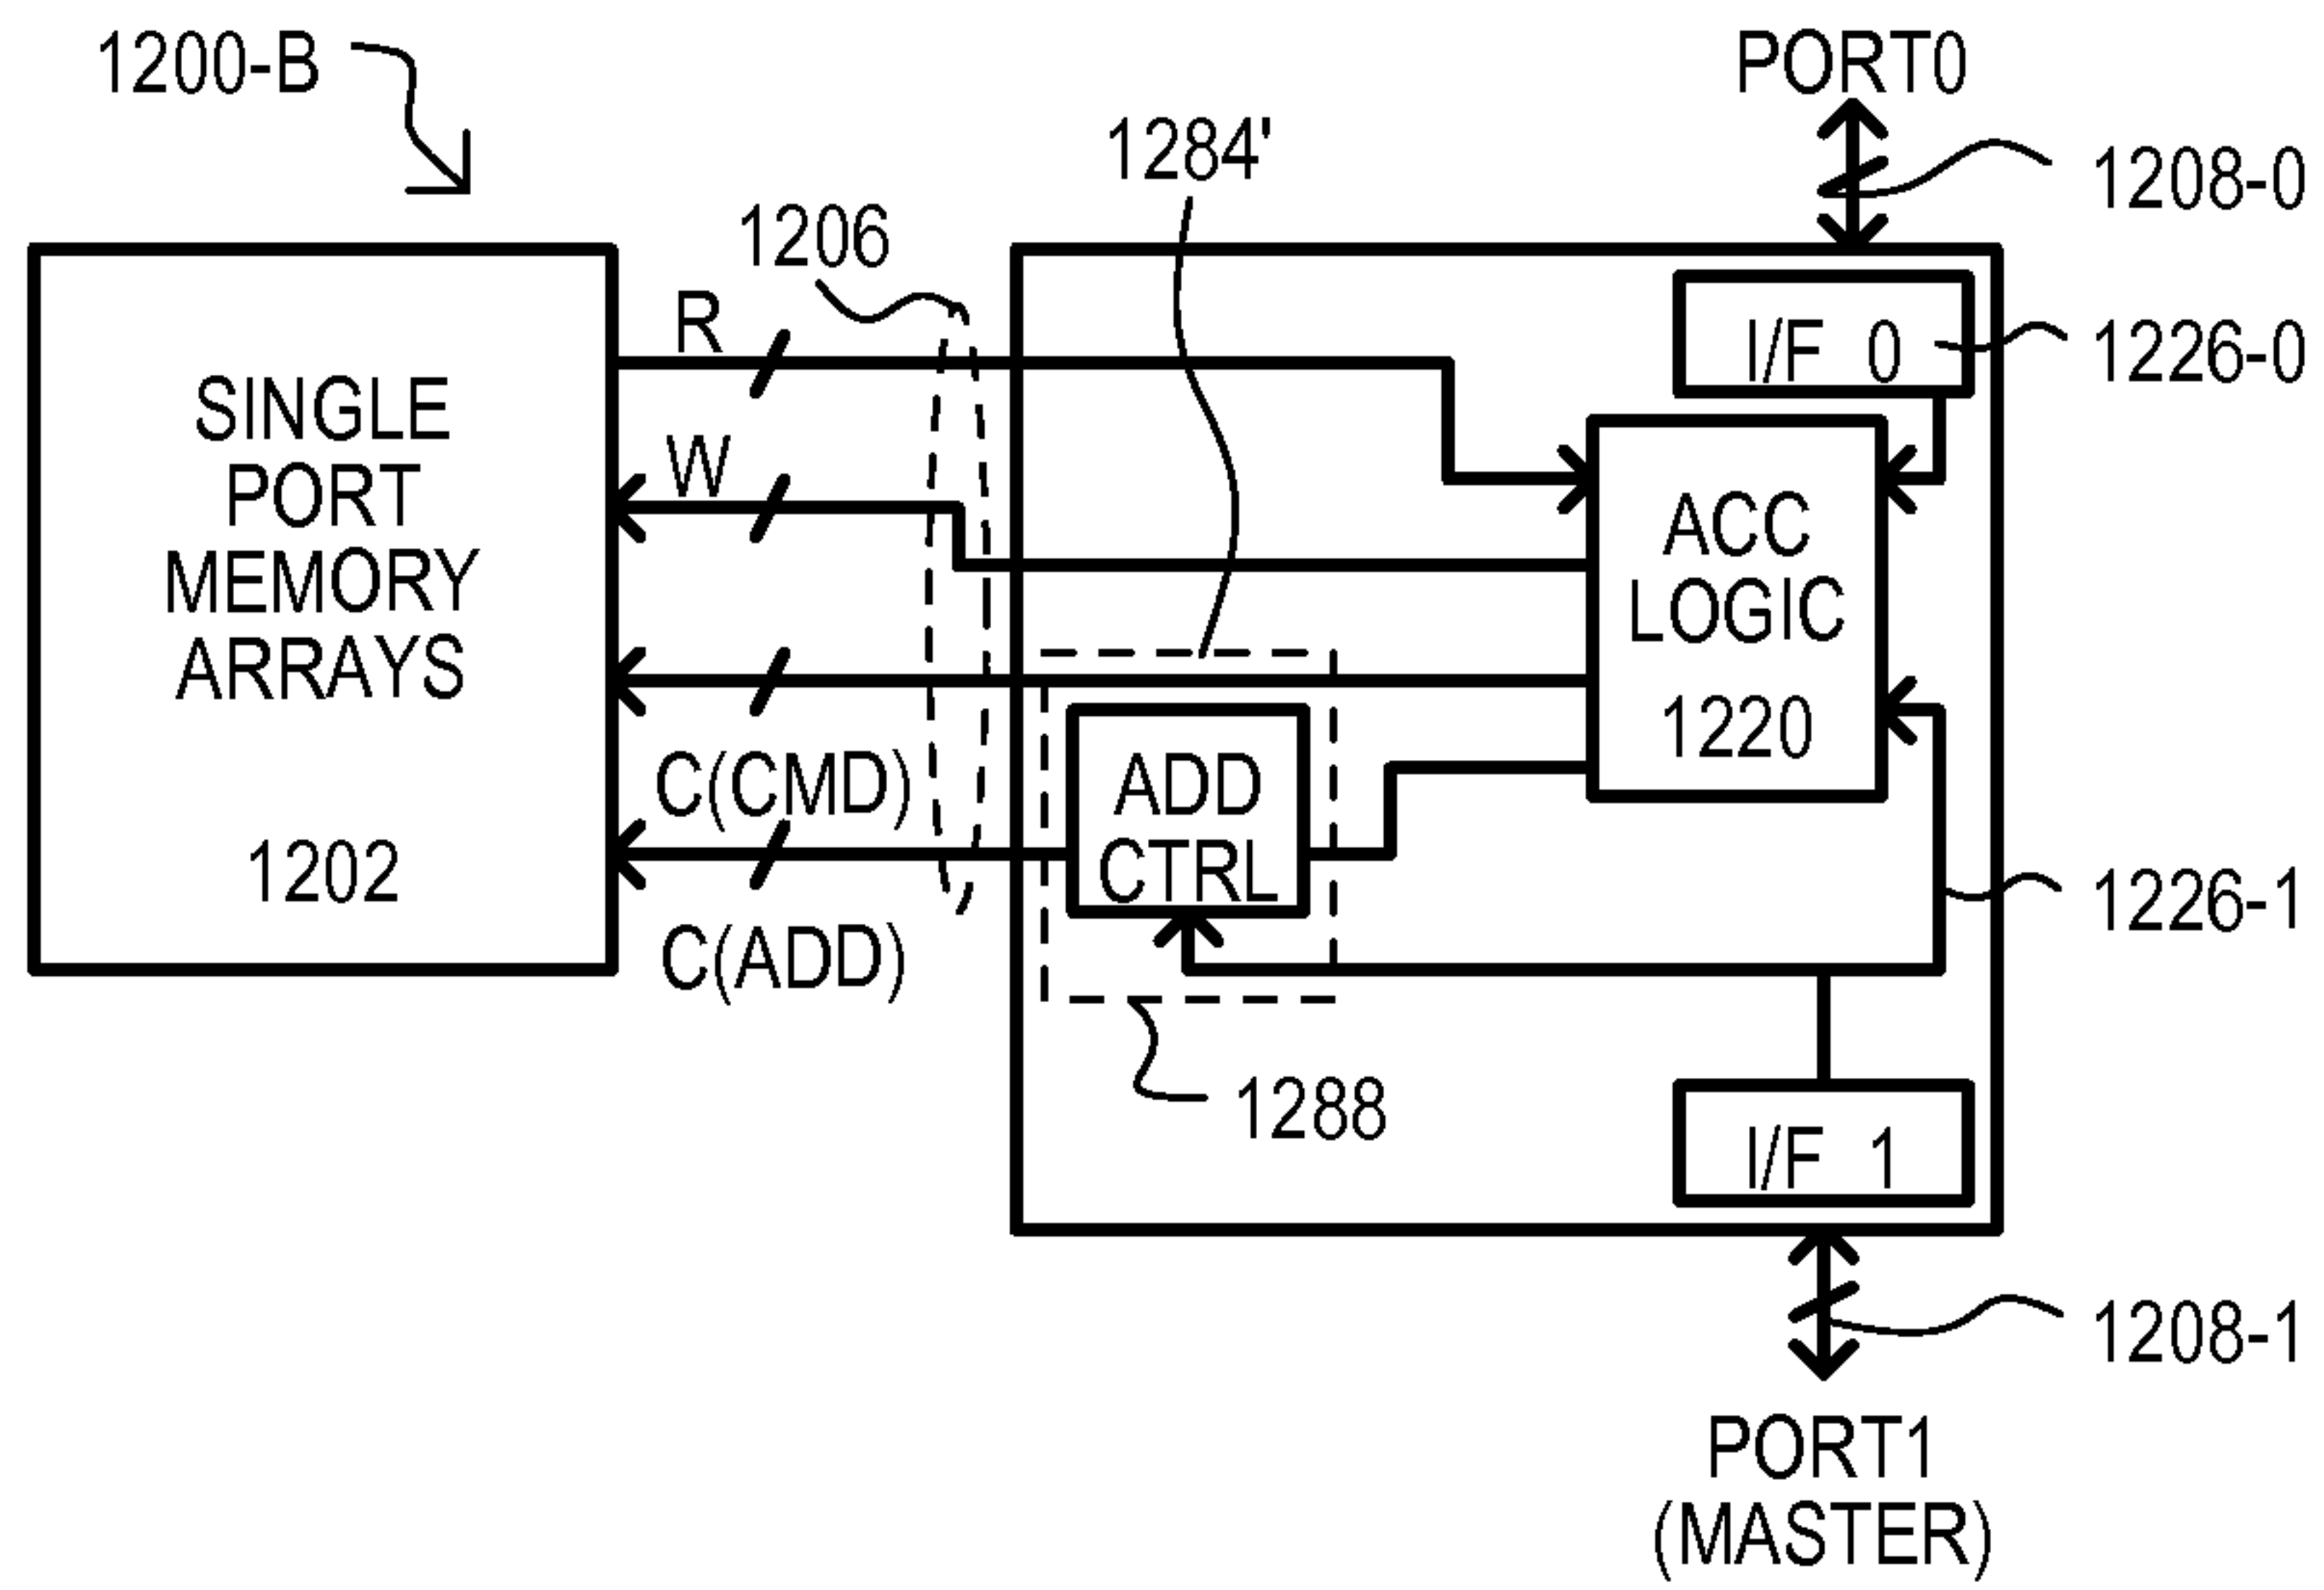 1200-B
PORT0
1284'
1208-0
1206
R
I/F 0
1226-0
SINGLE
PORT
MEMORY
ARRAYS
1202
W
ACC
LOGIC
1220
C(CMD)
ADD
CTRL
C(ADD)
1226-1
1288
I/F 1
1208-1
PORT1
(MASTER)